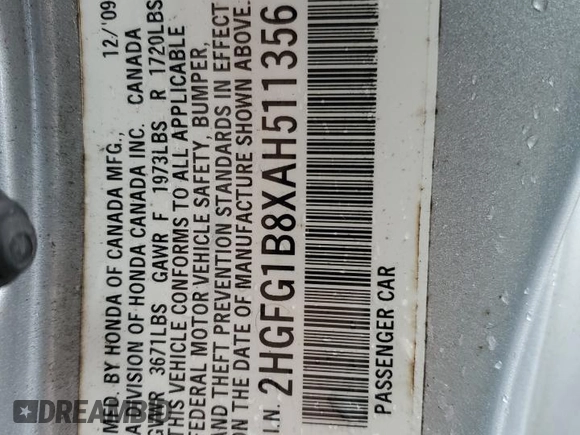 MFD. BY HONDA OF CANADA MFG., 12/'09
A DIVISION OF HONDA CANADA INC. CANADA
GVWR 3671LBS GAWR F 1973LBS R 1720LBS
THIS VEHICLE CONFORMS TO ALL APPLICABLE
FEDERAL MOTOR VEHICLE SAFETY, BUMPER,
AND THEFT PREVENTION STANDARDS IN EFFECT
ON THE DATE OF MANUFACTURE SHOWN ABOVE.
I.N. 2HGFG1B8XAH511356
PASSENGER CAR
DREAMBID